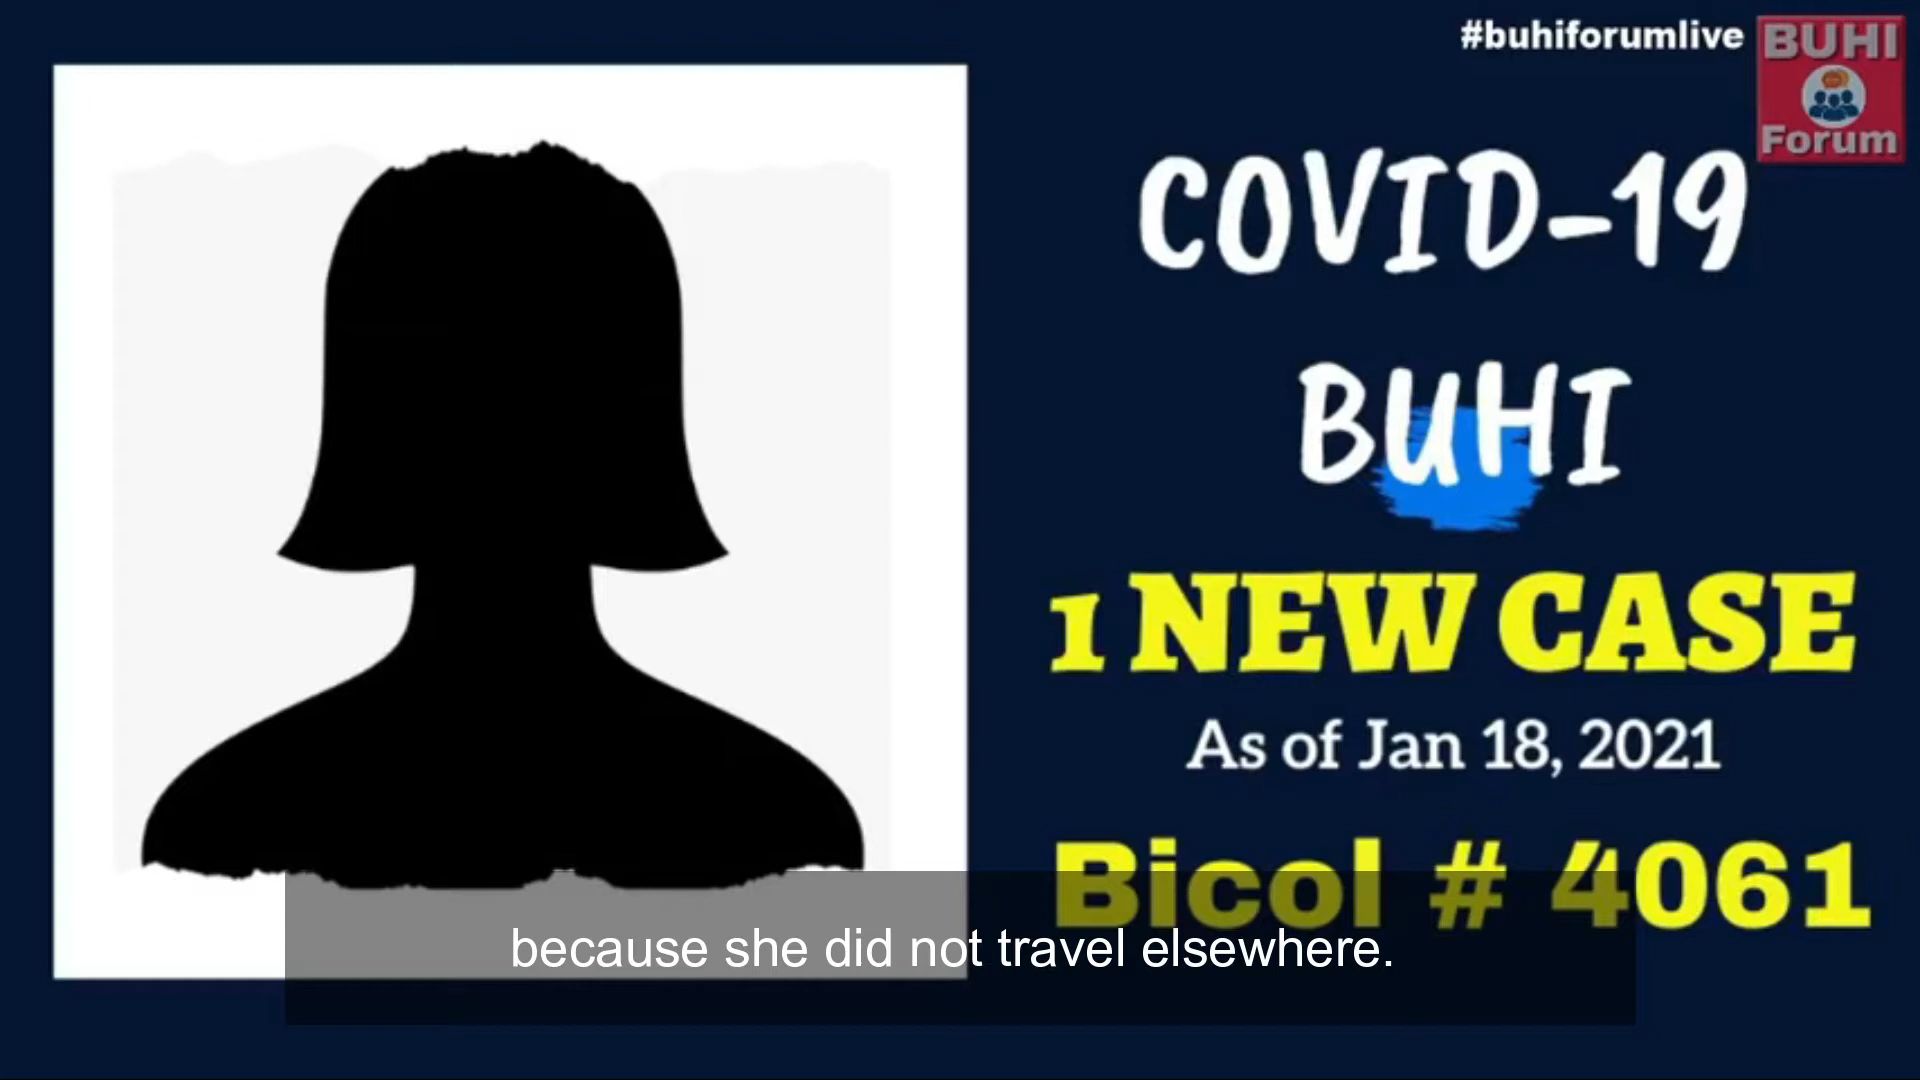 #buhiforumlive
BUHI
Forum
COVID-19
BUHI
1 NEW CASE
As of Jan 18, 2021
Bicol # 4061
because she did not travel elsewhere.